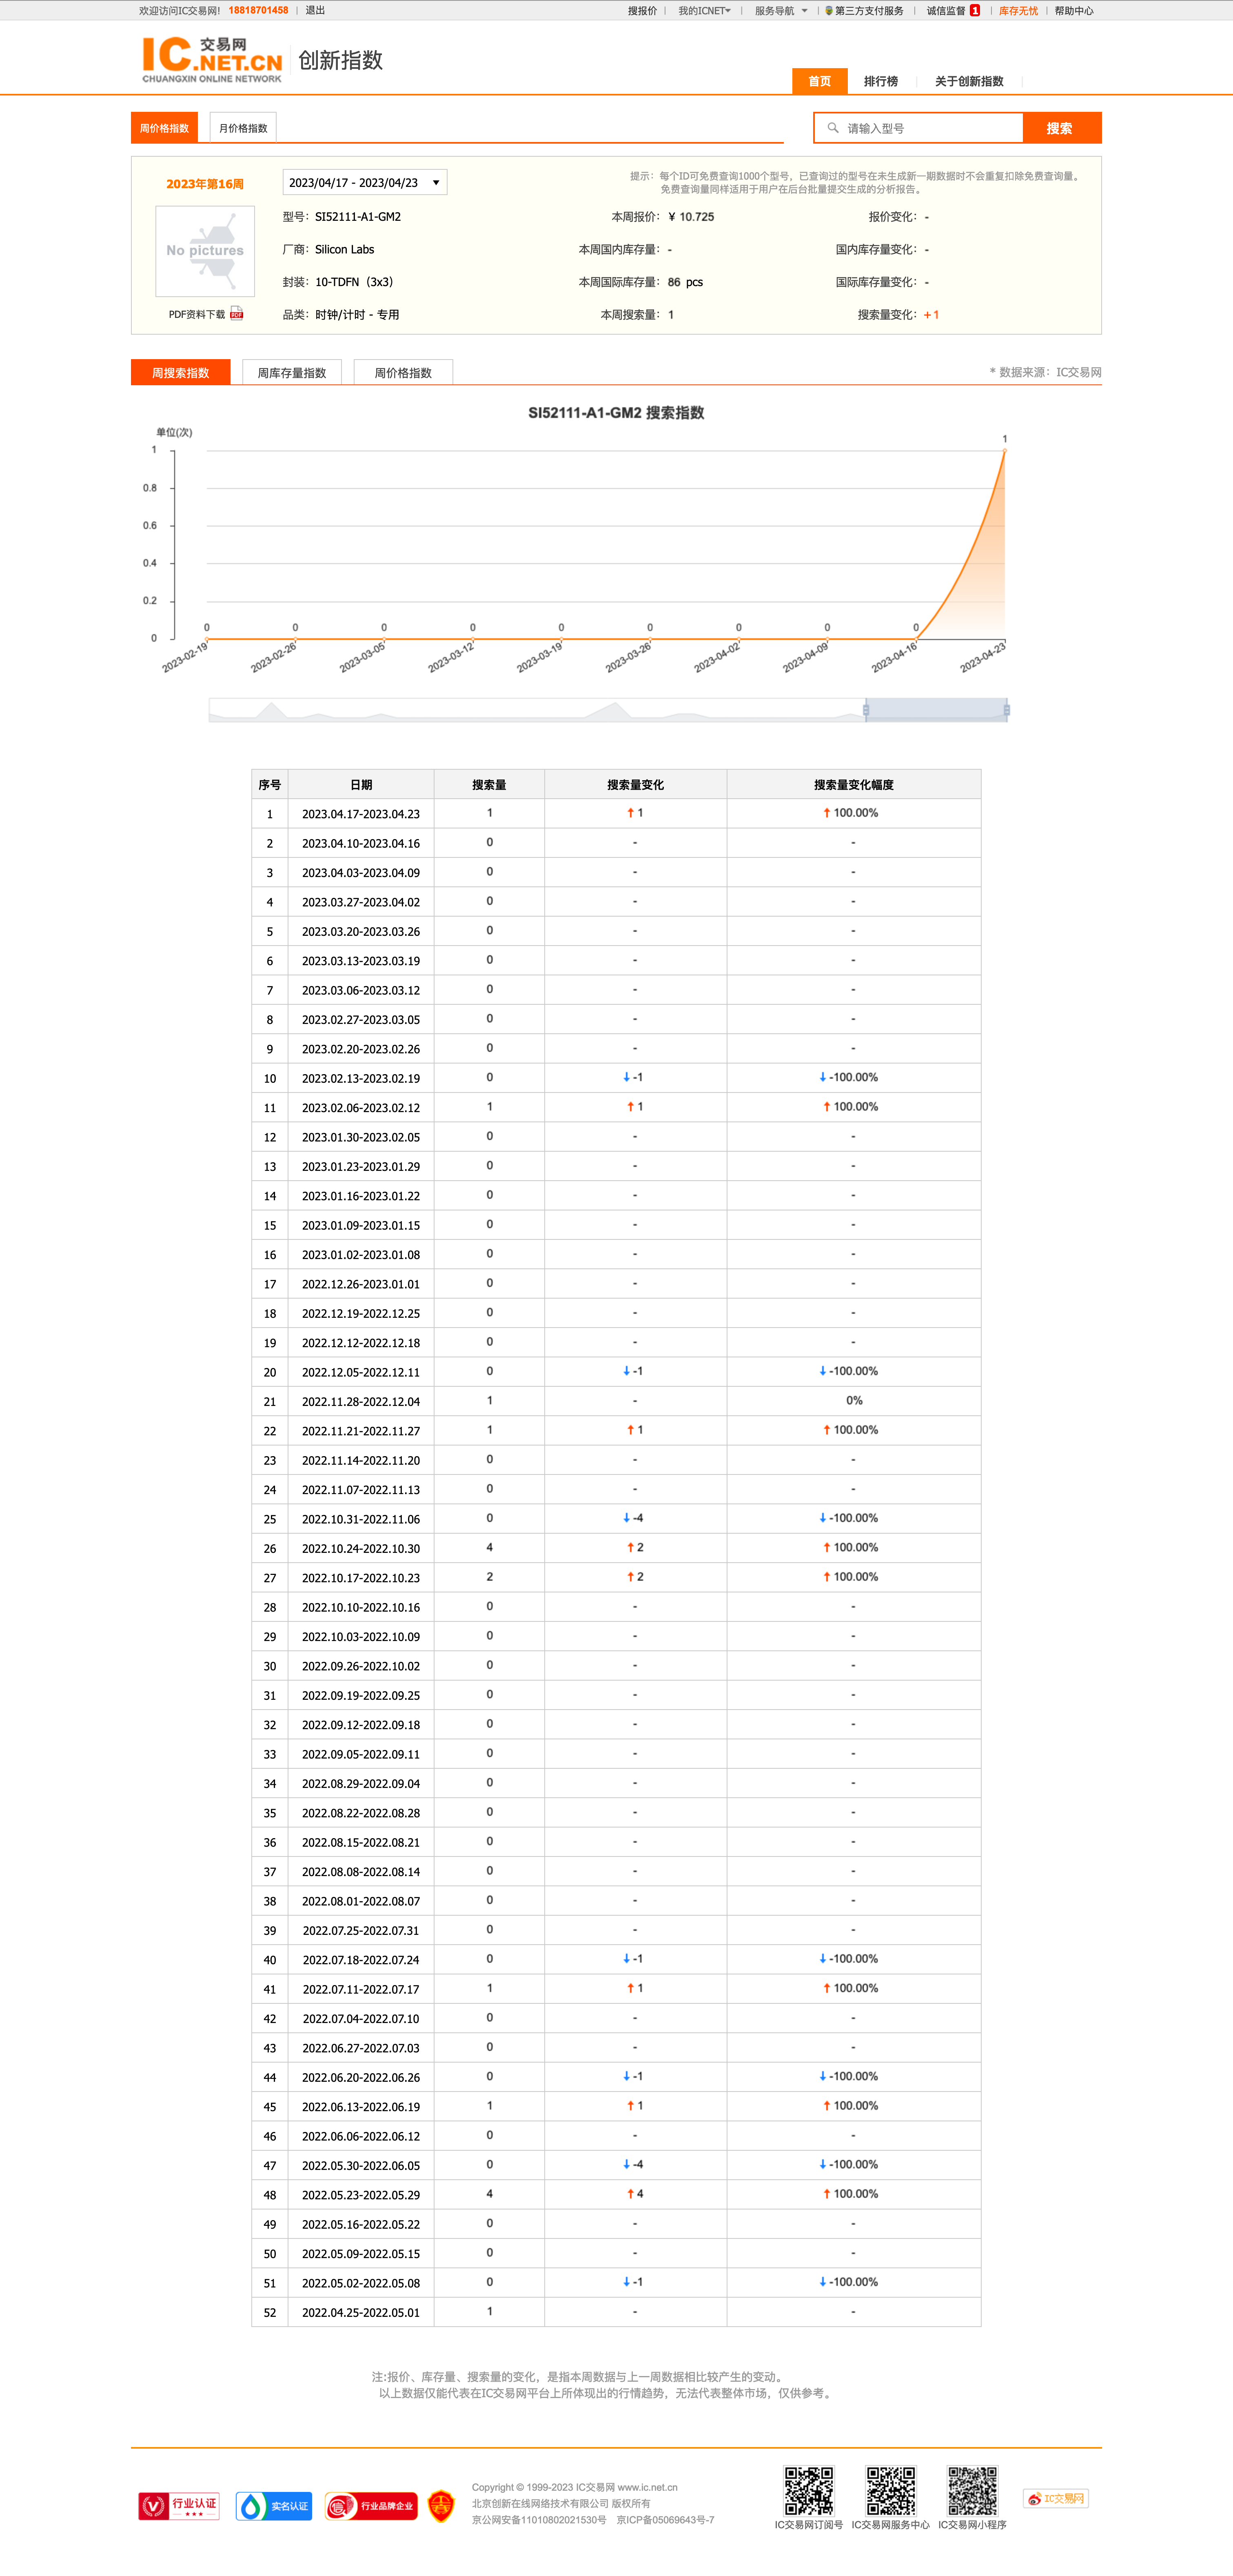 欢迎访问IC交易网! 18818701458 | 退出 搜报价 | 我的ICNET | 服务导航 | 第三方支付服务 | 诚信监督 1 | 库存无忧 | 帮助中心
IC 交易网
.NET.CN
CHUANGXIN ONLINE NETWORK
创新指数
首页 排行榜 关于创新指数
周价格指数 月价格指数 请输入型号 搜索
2023年第16周 2023/04/17 - 2023/04/23 ▼
提示：每个ID可免费查询1000个型号，已查询过的型号在未生成新一期数据时不会重复扣除免费查询量。
免费查询量同样适用于用户在后台批量提交生成的分析报告。
No pictures
型号：SI52111-A1-GM2 本周报价：¥ 10.725 报价变化：-
厂商：Silicon Labs 本周国内库存量：- 国内库存量变化：-
封装：10-TDFN（3x3） 本周国际库存量：86 pcs 国际库存量变化：-
PDF资料下载 PDF 品类：时钟/计时 - 专用 本周搜索量：1 搜索量变化：+1
周搜索指数 周库存量指数 周价格指数 * 数据来源：IC交易网
SI52111-A1-GM2 搜索指数
单位(次)
1
0.8
0.6
0.4
0.2
0
0 0 0 0 0 0 0 0 0 1
2023-02-19 2023-02-26 2023-03-05 2023-03-12 2023-03-19 2023-03-26 2023-04-02 2023-04-09 2023-04-16 2023-04-23
序号 日期 搜索量 搜索量变化 搜索量变化幅度
1 2023.04.17-2023.04.23 1 ↑ 1 ↑ 100.00%
2 2023.04.10-2023.04.16 0 - -
3 2023.04.03-2023.04.09 0 - -
4 2023.03.27-2023.04.02 0 - -
5 2023.03.20-2023.03.26 0 - -
6 2023.03.13-2023.03.19 0 - -
7 2023.03.06-2023.03.12 0 - -
8 2023.02.27-2023.03.05 0 - -
9 2023.02.20-2023.02.26 0 - -
10 2023.02.13-2023.02.19 0 ↓ -1 ↓ -100.00%
11 2023.02.06-2023.02.12 1 ↑ 1 ↑ 100.00%
12 2023.01.30-2023.02.05 0 - -
13 2023.01.23-2023.01.29 0 - -
14 2023.01.16-2023.01.22 0 - -
15 2023.01.09-2023.01.15 0 - -
16 2023.01.02-2023.01.08 0 - -
17 2022.12.26-2023.01.01 0 - -
18 2022.12.19-2022.12.25 0 - -
19 2022.12.12-2022.12.18 0 - -
20 2022.12.05-2022.12.11 0 ↓ -1 ↓ -100.00%
21 2022.11.28-2022.12.04 1 - 0%
22 2022.11.21-2022.11.27 1 ↑ 1 ↑ 100.00%
23 2022.11.14-2022.11.20 0 - -
24 2022.11.07-2022.11.13 0 - -
25 2022.10.31-2022.11.06 0 ↓ -4 ↓ -100.00%
26 2022.10.24-2022.10.30 4 ↑ 2 ↑ 100.00%
27 2022.10.17-2022.10.23 2 ↑ 2 ↑ 100.00%
28 2022.10.10-2022.10.16 0 - -
29 2022.10.03-2022.10.09 0 - -
30 2022.09.26-2022.10.02 0 - -
31 2022.09.19-2022.09.25 0 - -
32 2022.09.12-2022.09.18 0 - -
33 2022.09.05-2022.09.11 0 - -
34 2022.08.29-2022.09.04 0 - -
35 2022.08.22-2022.08.28 0 - -
36 2022.08.15-2022.08.21 0 - -
37 2022.08.08-2022.08.14 0 - -
38 2022.08.01-2022.08.07 0 - -
39 2022.07.25-2022.07.31 0 - -
40 2022.07.18-2022.07.24 0 ↓ -1 ↓ -100.00%
41 2022.07.11-2022.07.17 1 ↑ 1 ↑ 100.00%
42 2022.07.04-2022.07.10 0 - -
43 2022.06.27-2022.07.03 0 - -
44 2022.06.20-2022.06.26 0 ↓ -1 ↓ -100.00%
45 2022.06.13-2022.06.19 1 ↑ 1 ↑ 100.00%
46 2022.06.06-2022.06.12 0 - -
47 2022.05.30-2022.06.05 0 ↓ -4 ↓ -100.00%
48 2022.05.23-2022.05.29 4 ↑ 4 ↑ 100.00%
49 2022.05.16-2022.05.22 0 - -
50 2022.05.09-2022.05.15 0 - -
51 2022.05.02-2022.05.08 0 ↓ -1 ↓ -100.00%
52 2022.04.25-2022.05.01 1 - -
注:报价、库存量、搜索量的变化，是指本周数据与上一周数据相比较产生的变动。
以上数据仅能代表在IC交易网平台上所体现出的行情趋势，无法代表整体市场，仅供参考。
行业认证 实名认证 行业品牌企业
Copyright © 1999-2023 IC交易网 www.ic.net.cn
北京创新在线网络技术有限公司 版权所有
京公网安备11010802021530号 京ICP备05069643号-7
IC交易网订阅号 IC交易网服务中心 IC交易网小程序
IC交易网